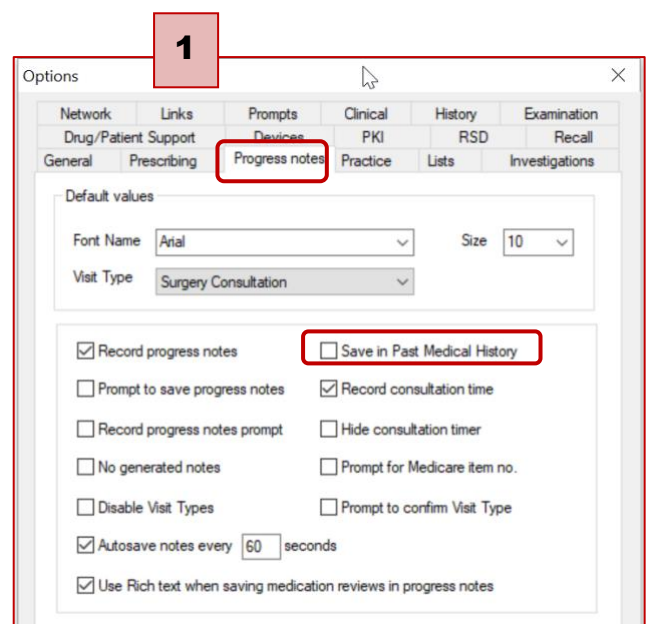 1
Options
Network Links Prompts Clinical History Examination
Drug/Patient Support Devices PKI RSD Recall
General Prescribing Progress notes Practice Lists Investigations
Default values
Font Name Arial Size 10
Visit Type Surgery Consultation
Record progress notes Save in Past Medical History
Prompt to save progress notes Record consultation time
Record progress notes prompt Hide consultation timer
No generated notes Prompt for Medicare item no.
Disable Visit Types Prompt to confirm Visit Type
Autosave notes every 60 seconds
Use Rich text when saving medication reviews in progress notes